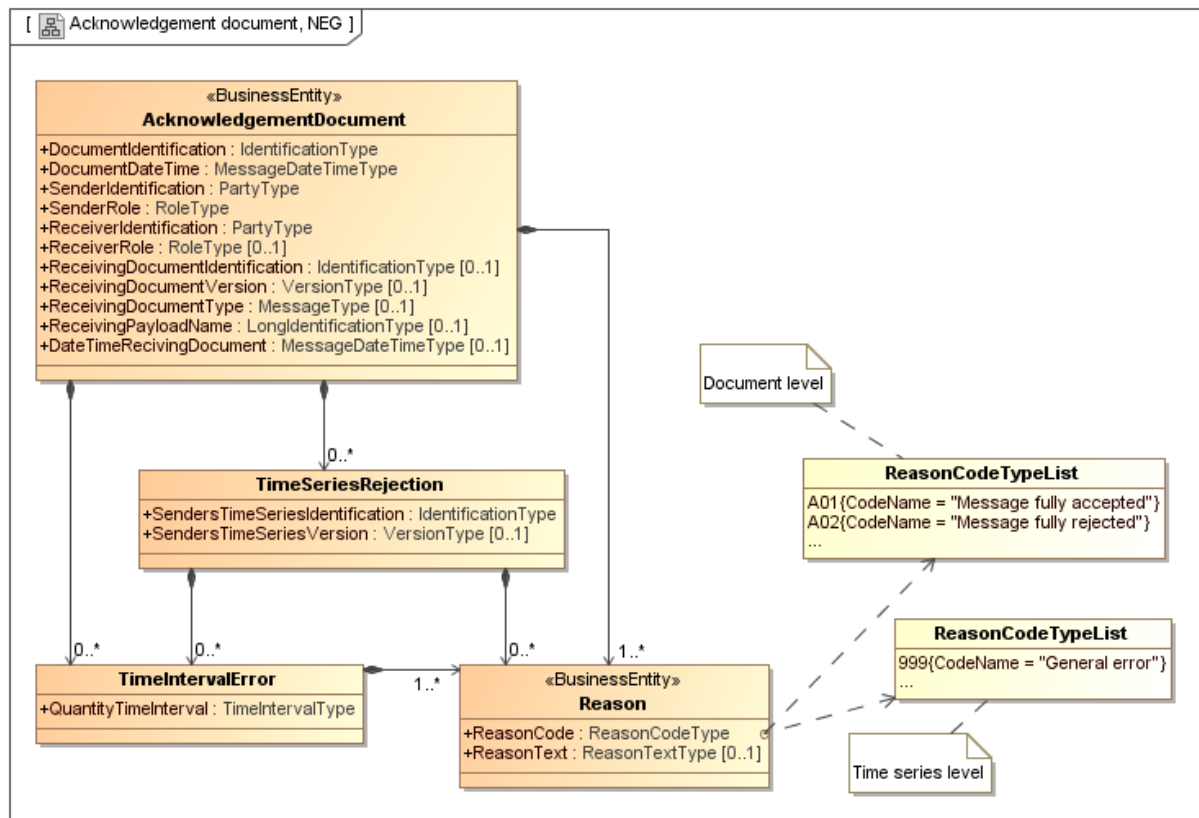 [ Acknowledgement document, NEG ]
«BusinessEntity»
AcknowledgementDocument
+DocumentIdentification : IdentificationType
+DocumentDateTime : MessageDateTimeType
+SenderIdentification : PartyType
+SenderRole : RoleType
+ReceiverIdentification : PartyType
+ReceiverRole : RoleType [0..1]
+ReceivingDocumentIdentification : IdentificationType [0..1]
+ReceivingDocumentVersion : VersionType [0..1]
+ReceivingDocumentType : MessageType [0..1]
+ReceivingPayloadName : LongIdentificationType [0..1]
+DateTimeRecivingDocument : MessageDateTimeType [0..1]
Document level
0..*
TimeSeriesRejection
+SendersTimeSeriesIdentification : IdentificationType
+SendersTimeSeriesVersion : VersionType [0..1]
ReasonCodeTypeList
A01{CodeName = "Message fully accepted"}
A02{CodeName = "Message fully rejected"}
...
ReasonCodeTypeList
999{CodeName = "General error"}
...
0..*
0..*
0..*
1..*
TimeIntervalError
+QuantityTimeInterval : TimeIntervalType
1..*
«BusinessEntity»
Reason
+ReasonCode : ReasonCodeType
+ReasonText : ReasonTextType [0..1]
Time series level